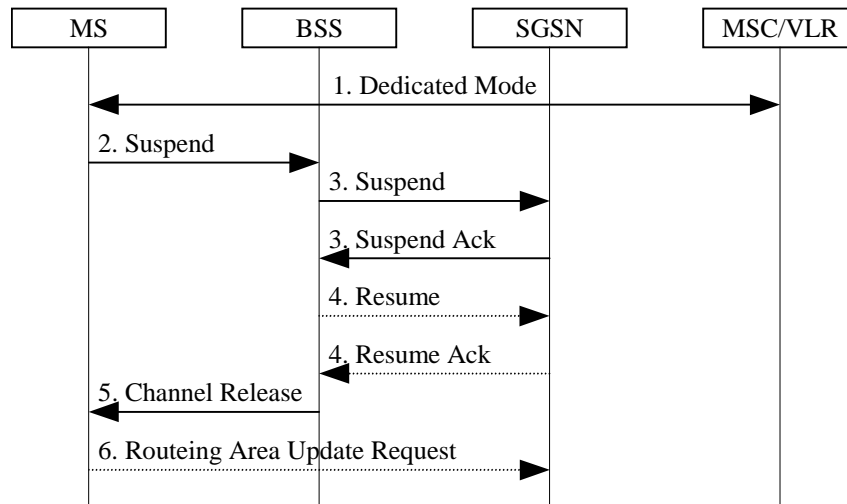 MS BSS SGSN MSC/VLR
1. Dedicated Mode
2. Suspend
3. Suspend
3. Suspend Ack
4. Resume
4. Resume Ack
5. Channel Release
6. Routeing Area Update Request